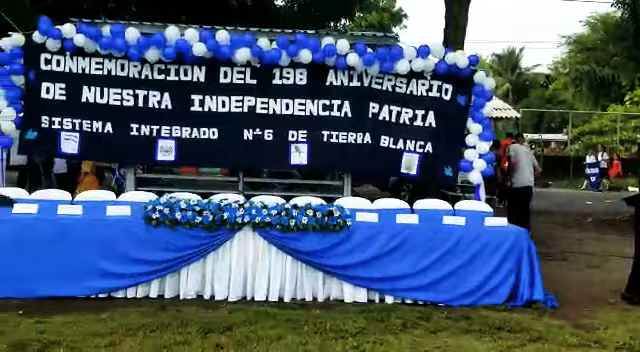 CONMEMORACION DEL 198 ANIVERSARIO
DE NUESTRA INDEPENDENCIA PATRIA
SISTEMA INTEGRADO Nº6 DE TIERRA BLANCA